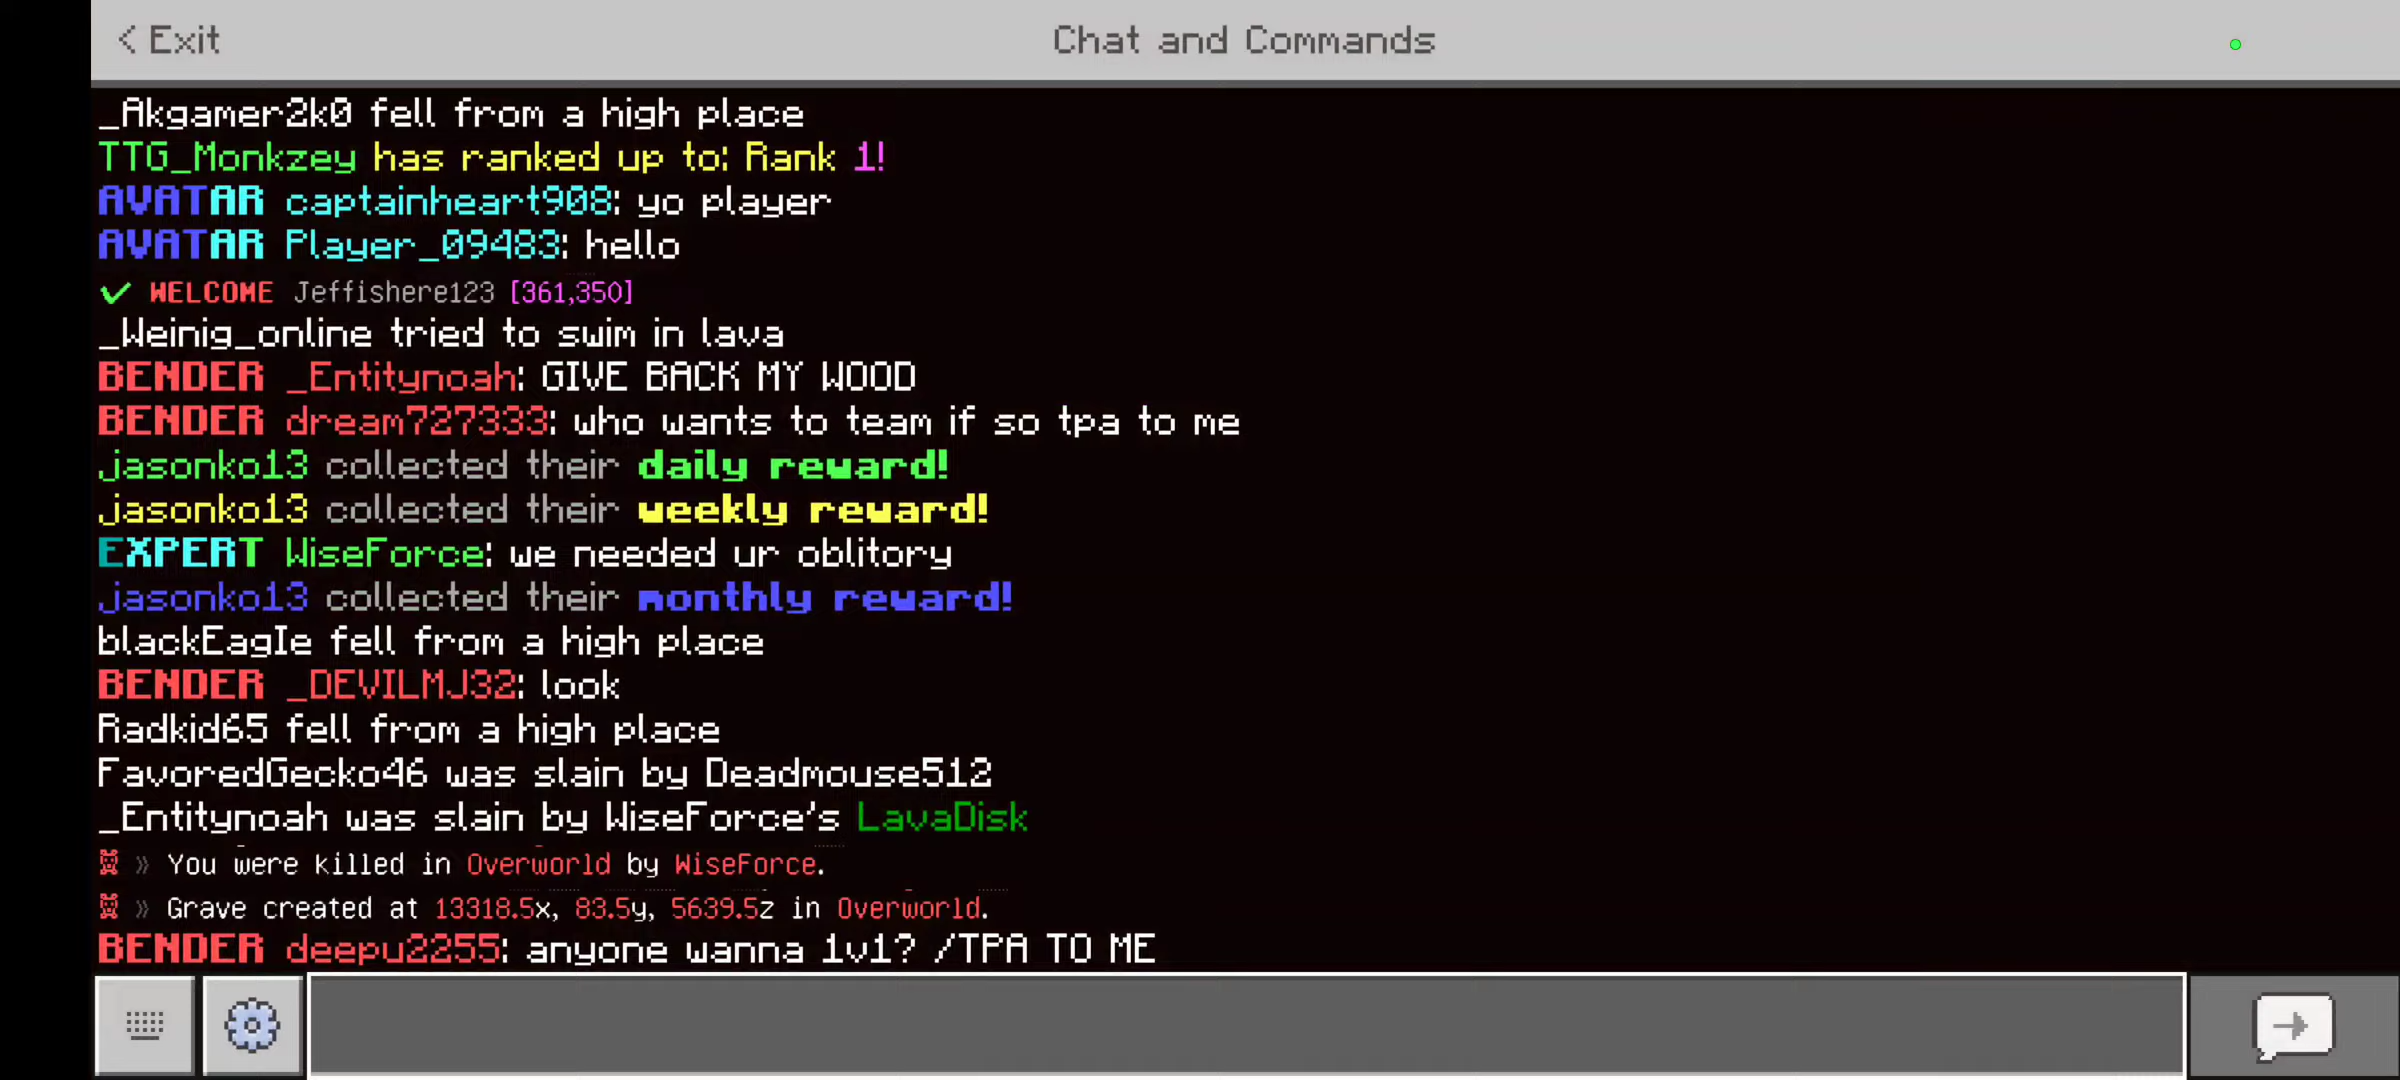 < Exit
Chat and Commands
_Akgamer2k0 fell from a high place
TTG_Monkzey has ranked up to: Rank 1!
AVATAR captainheart908: yo player
AVATAR Player_09483: hello
✓ WELCOME Jeffishere123 [361,350]
_Weinig_online tried to swim in lava
BENDER _Entitynoah: GIVE BACK MY WOOD
BENDER dream727333: who wants to team if so tpa to me
jasonko13 collected their daily reward!
jasonko13 collected their weekly reward!
EXPERT WiseForce: we needed ur oblitory
jasonko13 collected their monthly reward!
blackEagIe fell from a high place
BENDER _DEVILMJ32: look
Radkid65 fell from a high place
FavoredGecko46 was slain by Deadmouse512
_Entitynoah was slain by WiseForce's LavaDisk
» You were killed in Overworld by WiseForce.
» Grave created at 13318.5x, 83.5y, 5639.5z in Overworld.
BENDER deepu2255: anyone wanna 1v1? /TPA TO ME